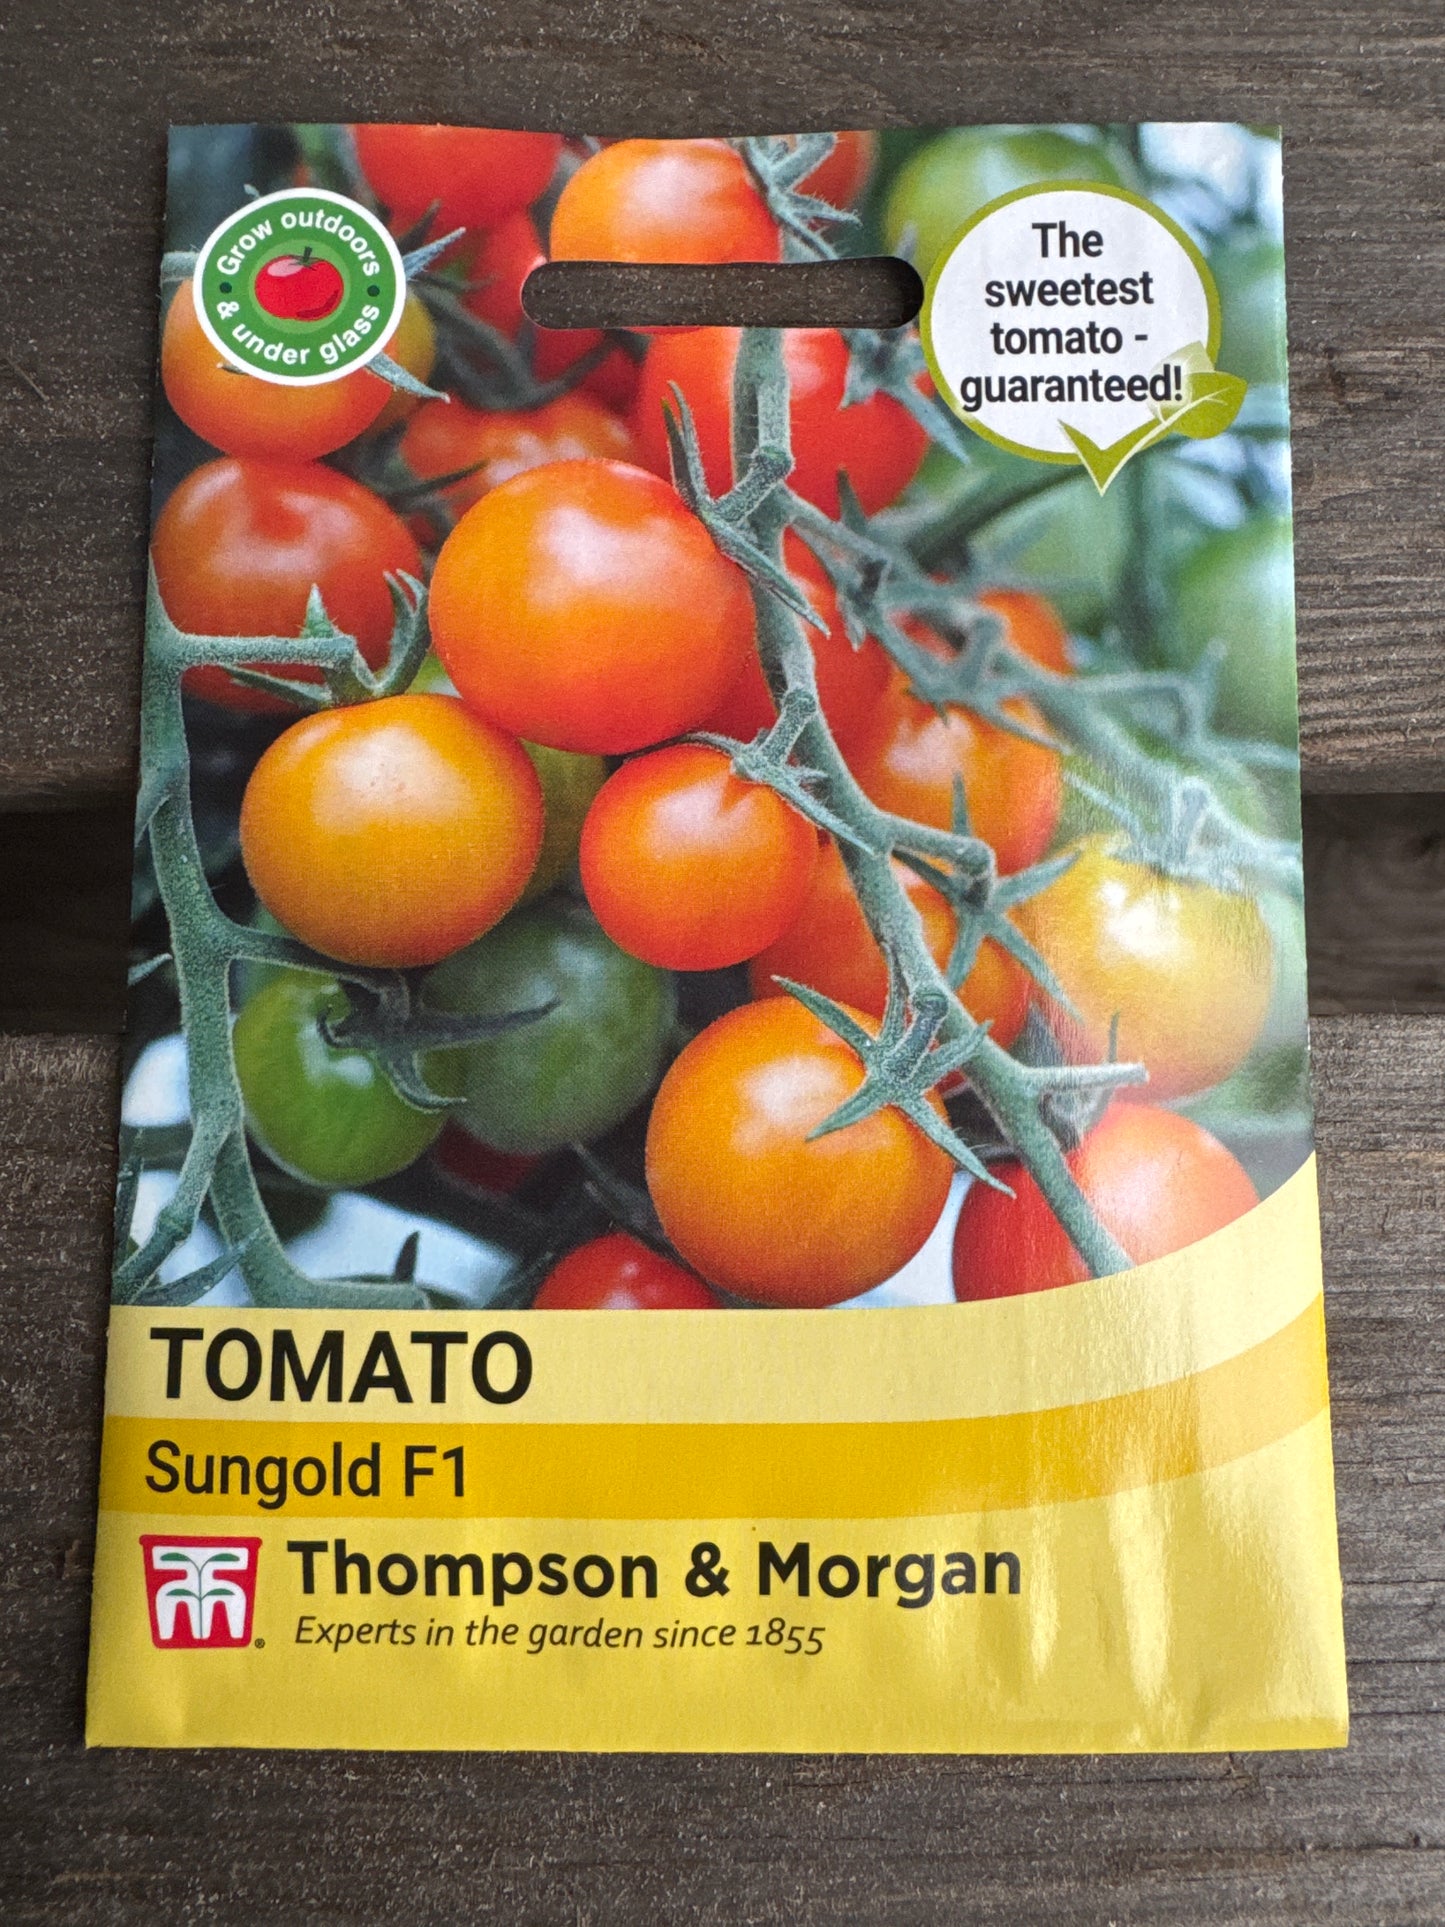 Grow outdoors
& under glass
The
sweetest
tomato -
guaranteed!
TOMATO
Sungold F1
Thompson & Morgan
Experts in the garden since 1855
®